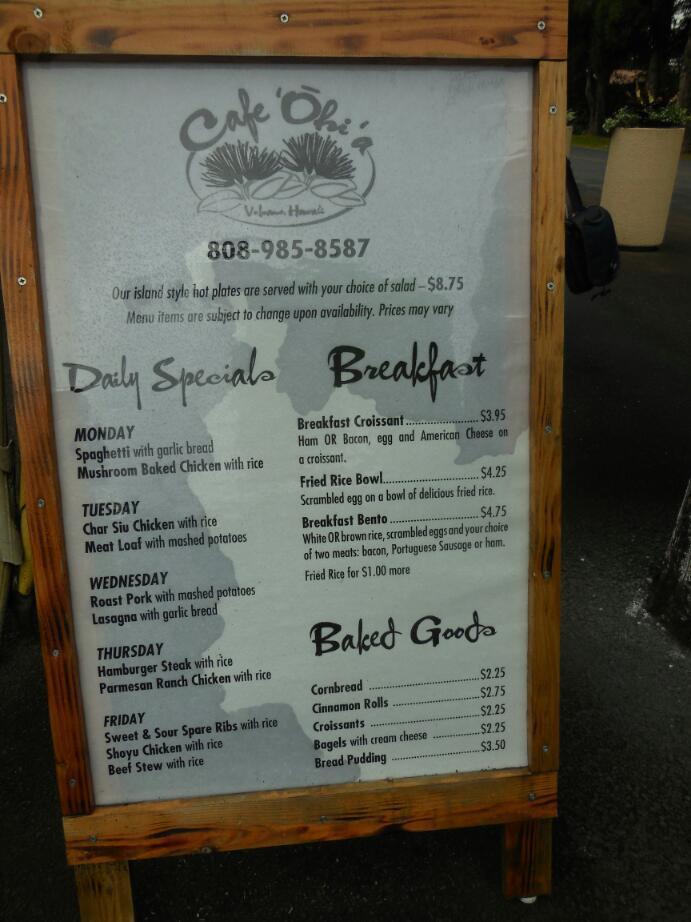 Cafe 'Ōhi'a
Volcano Hawai'i
808-985-8587
Our island style hot plates are served with your choice of salad – $8.75
Menu items are subject to change upon availability. Prices may vary
Daily Specials
MONDAY
Spaghetti with garlic bread
Mushroom Baked Chicken with rice
TUESDAY
Char Siu Chicken with rice
Meat Loaf with mashed potatoes
WEDNESDAY
Roast Pork with mashed potatoes
Lasagna with garlic bread
THURSDAY
Hamburger Steak with rice
Parmesan Ranch Chicken with rice
FRIDAY
Sweet & Sour Spare Ribs with rice
Shoyu Chicken with rice
Beef Stew with rice
Breakfast
Breakfast Croissant ........................ $3.95
Ham OR Bacon, egg and American Cheese on
a croissant.
Fried Rice Bowl............................... $4.25
Scrambled egg on a bowl of delicious fried rice.
Breakfast Bento ............................. $4.75
White OR brown rice, scrambled eggs and your choice
of two meats: bacon, Portuguese Sausage or ham.
Fried Rice for $1.00 more
Baked Goods
Cornbread ................................... $2.25
Cinnamon Rolls ............................ $2.75
Croissants ................................... $2.25
Bagels with cream cheese ............... $2.25
Bread Pudding ............................. $3.50